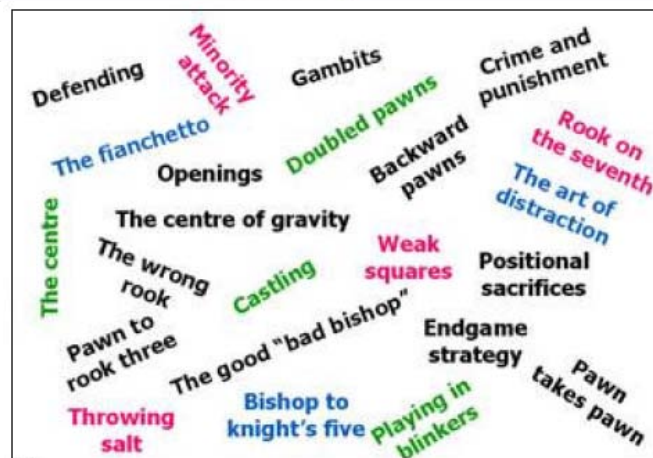 Defending
Minority
attack
Gambits
Crime and
punishment
The fianchetto
Doubled pawns
Rook on
the seventh
Openings
Backward
pawns
The art of
distraction
The centre
The centre of gravity
The wrong
rook
Castling
Weak
squares
Positional
sacrifices
Pawn to
rook three
The good "bad bishop"
Endgame
strategy
Pawn
takes pawn
Throwing
salt
Bishop to
knight's five
Playing in
blinkers